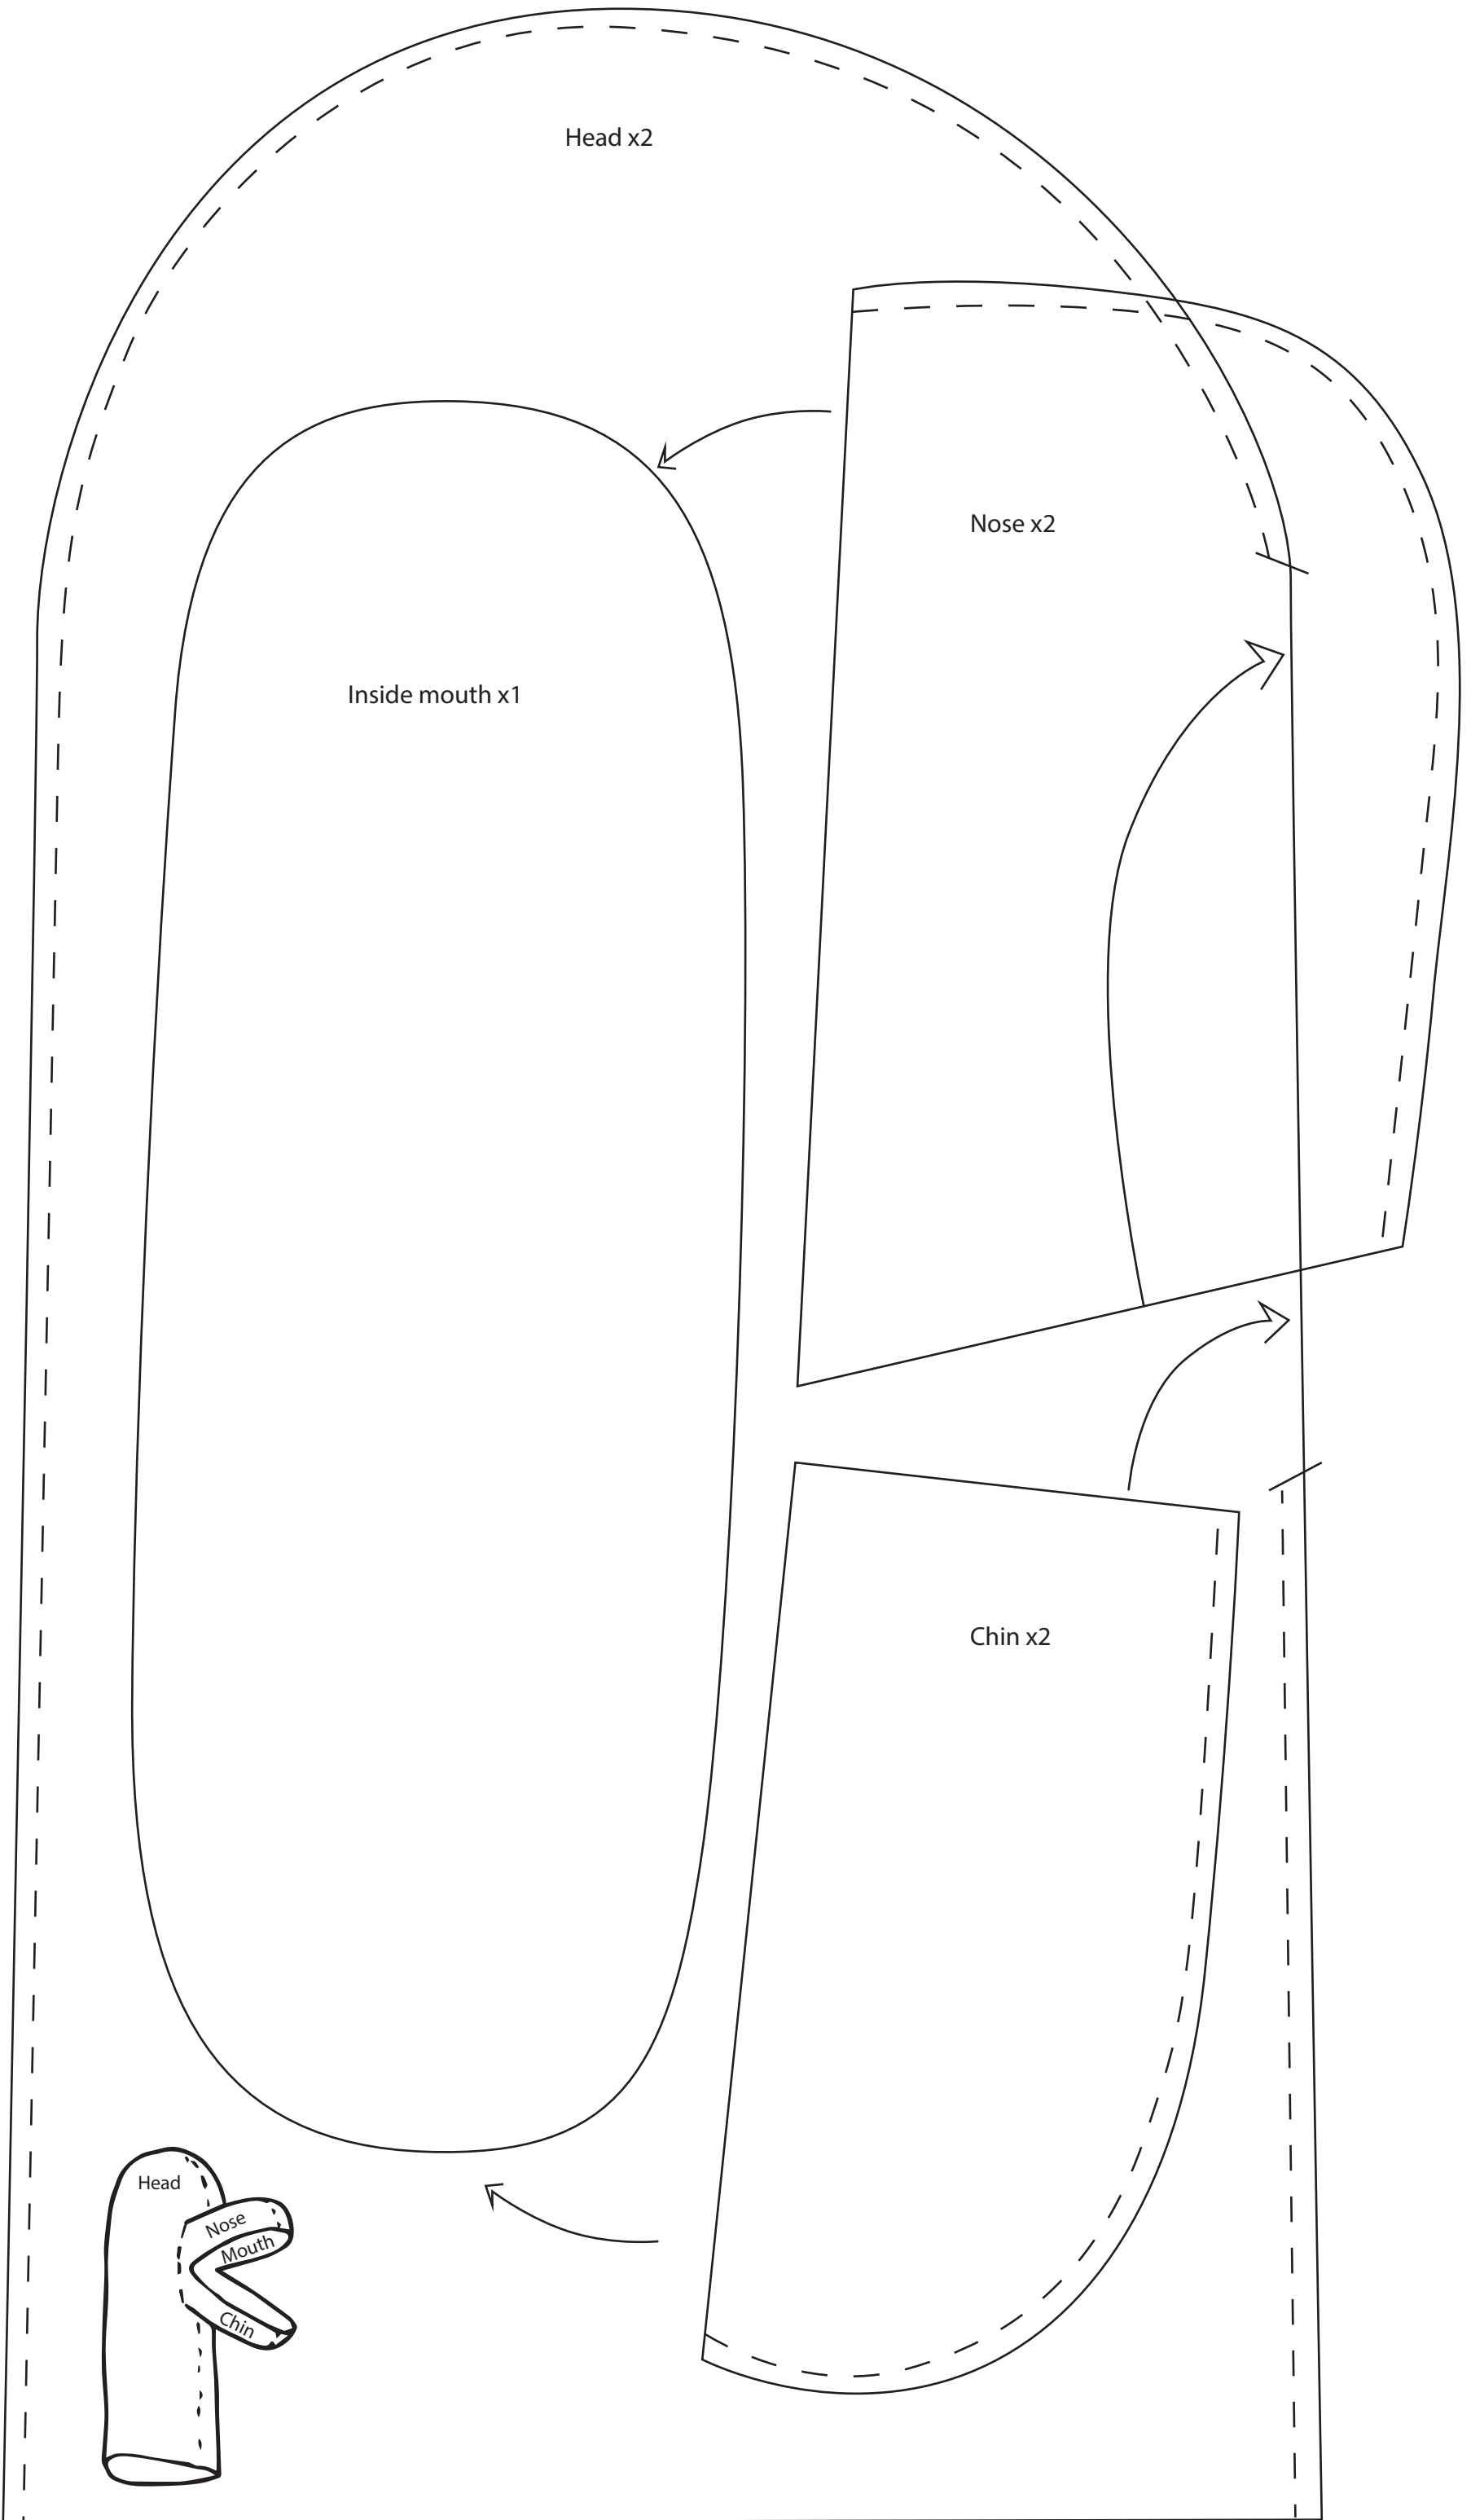 Head x2
Nose x2
Inside mouth x1
Chin x2
Head
Nose
Mouth
Chin